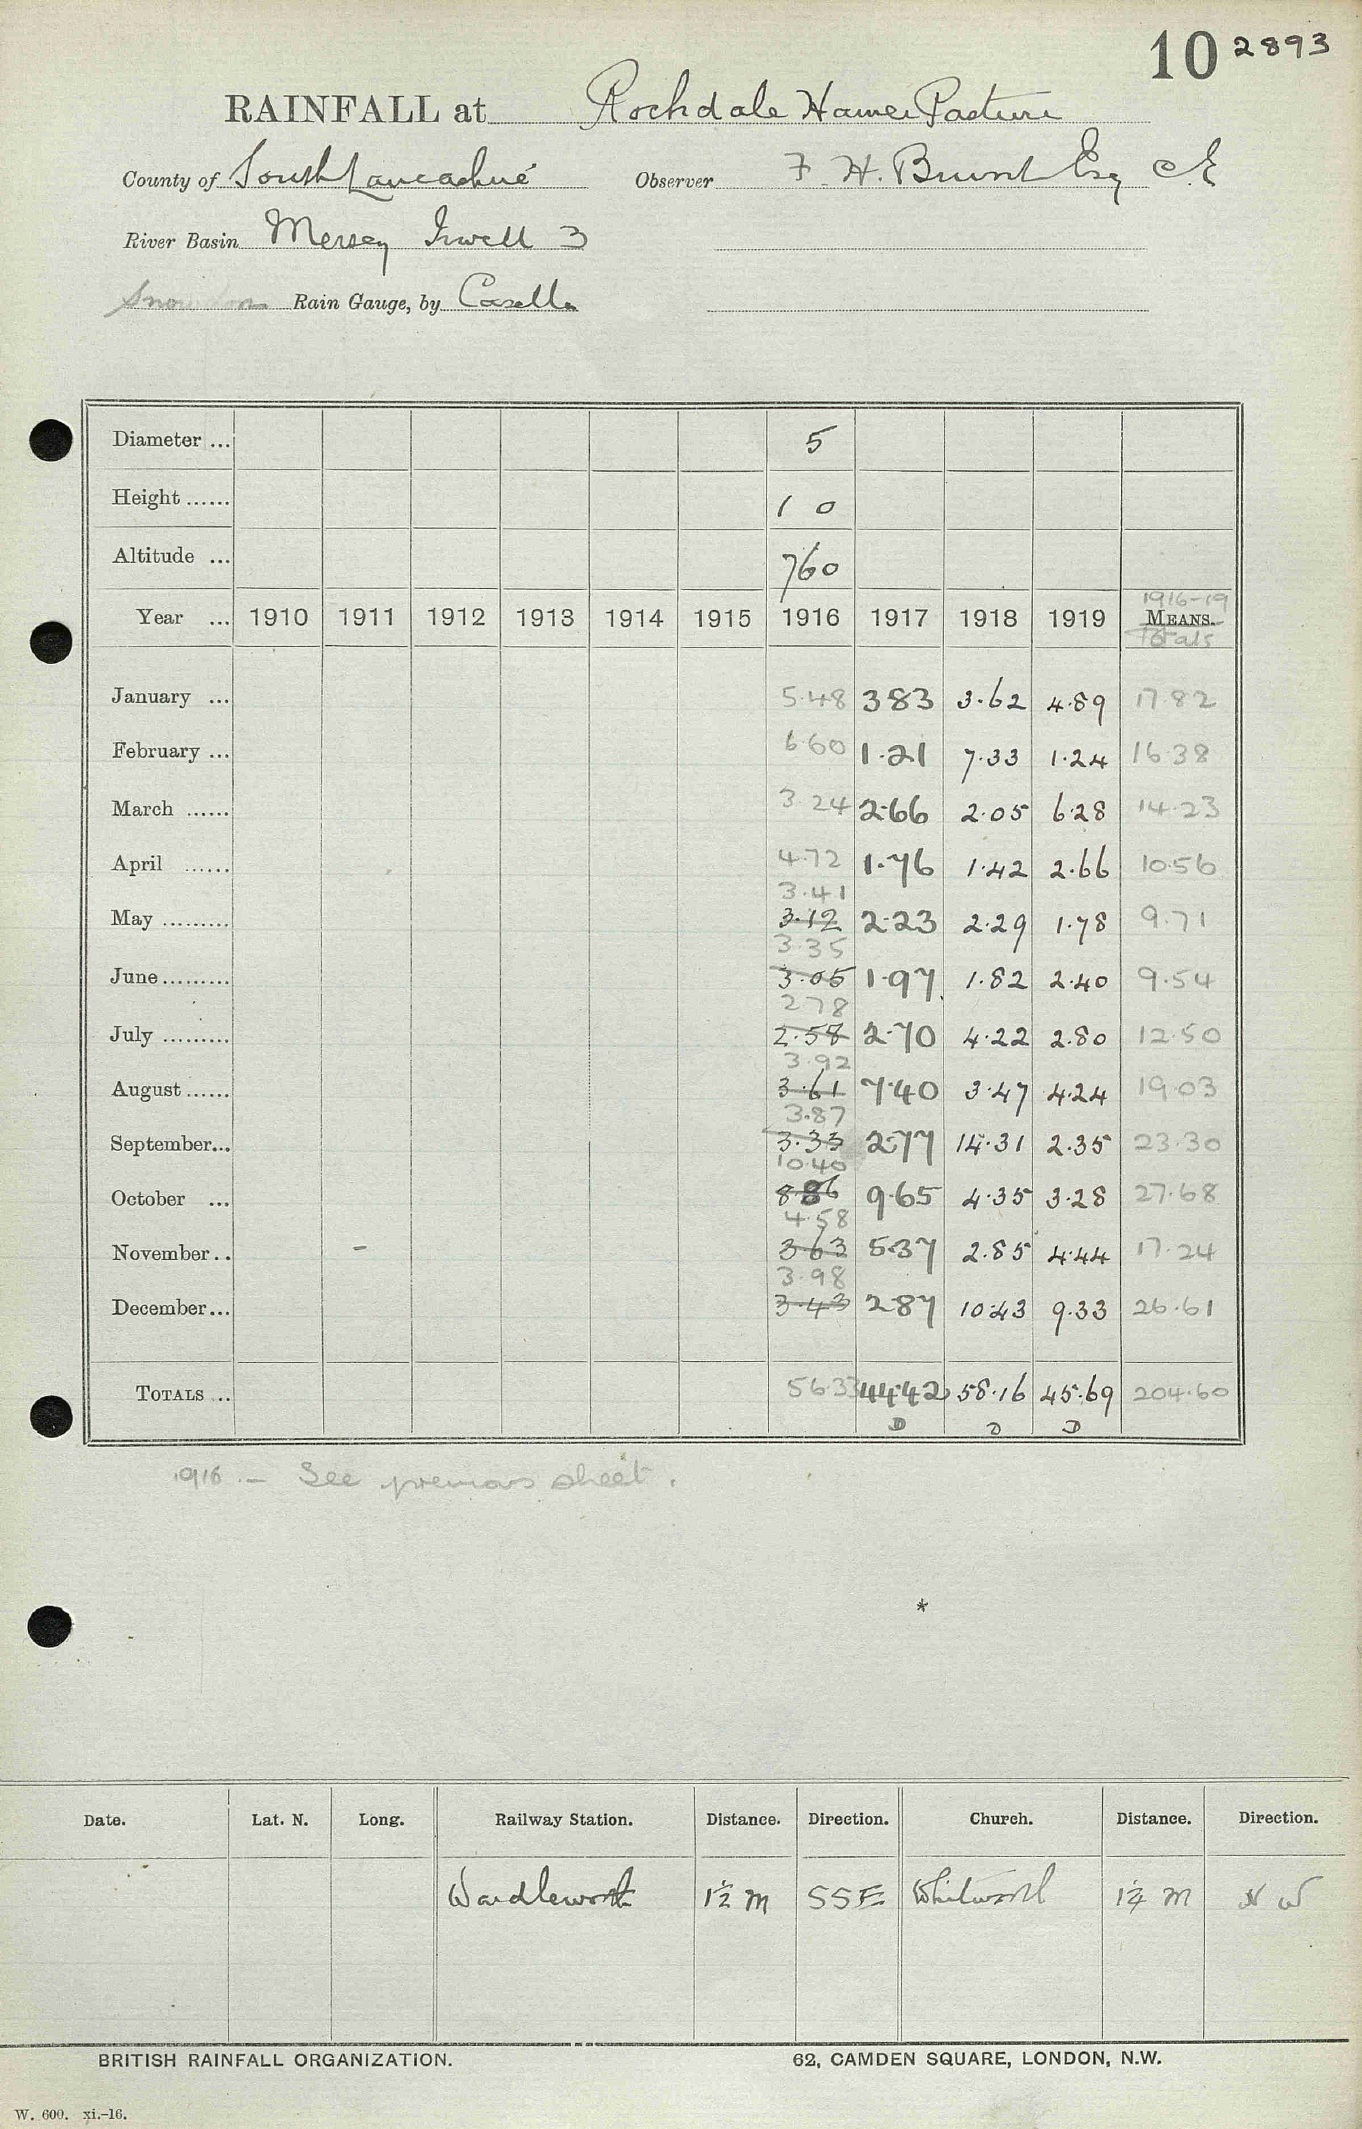 10 2893
RAINFALL at Rochdale Hamer Pasture
County of South Lancashire Observer F. H. Brunt Esq CE
River Basin Mersey Irwell 3
Snowdon Rain Gauge, by Casella
Diameter ... 5
Height ...... 1 0
Altitude ... 760
1916-19
Year ... 1910 1911 1912 1913 1914 1915 1916 1917 1918 1919 MEANS.
Totals
January ... 5.48 3.83 3.62 4.89 17.82
February ... 6.60 1.21 7.33 1.24 16.38
March ...... 3.24 2.66 2.05 6.28 14.23
April ...... 4.72 1.76 1.42 2.66 10.56
3.41
May ......... 3.12 2.23 2.29 1.78 9.71
3.35
June ......... 3.05 1.97 1.82 2.40 9.54
2.78
July ......... 2.58 2.70 4.22 2.80 12.50
3.92
August ...... 3.61 7.40 3.47 4.24 19.03
3.87
September... 3.33 2.77 14.31 2.35 23.30
10.40
October ... 8.86 9.65 4.35 3.28 27.68
4.58
November .. - 3.63 5.37 2.85 4.44 17.24
3.98
December... 3.43 2.87 10.43 9.33 26.61
TOTALS ... 56.33 44.42 58.16 45.69 204.60
D D D
1916 - See previous sheet.
*
Date. Lat. N. Long. Railway Station. Distance. Direction. Church. Distance. Direction.
Wardleworth 1½ m SSE Whitworth 1¼ m N W
BRITISH RAINFALL ORGANIZATION. 62, CAMDEN SQUARE, LONDON, N.W.
W. 600. xi.-16.